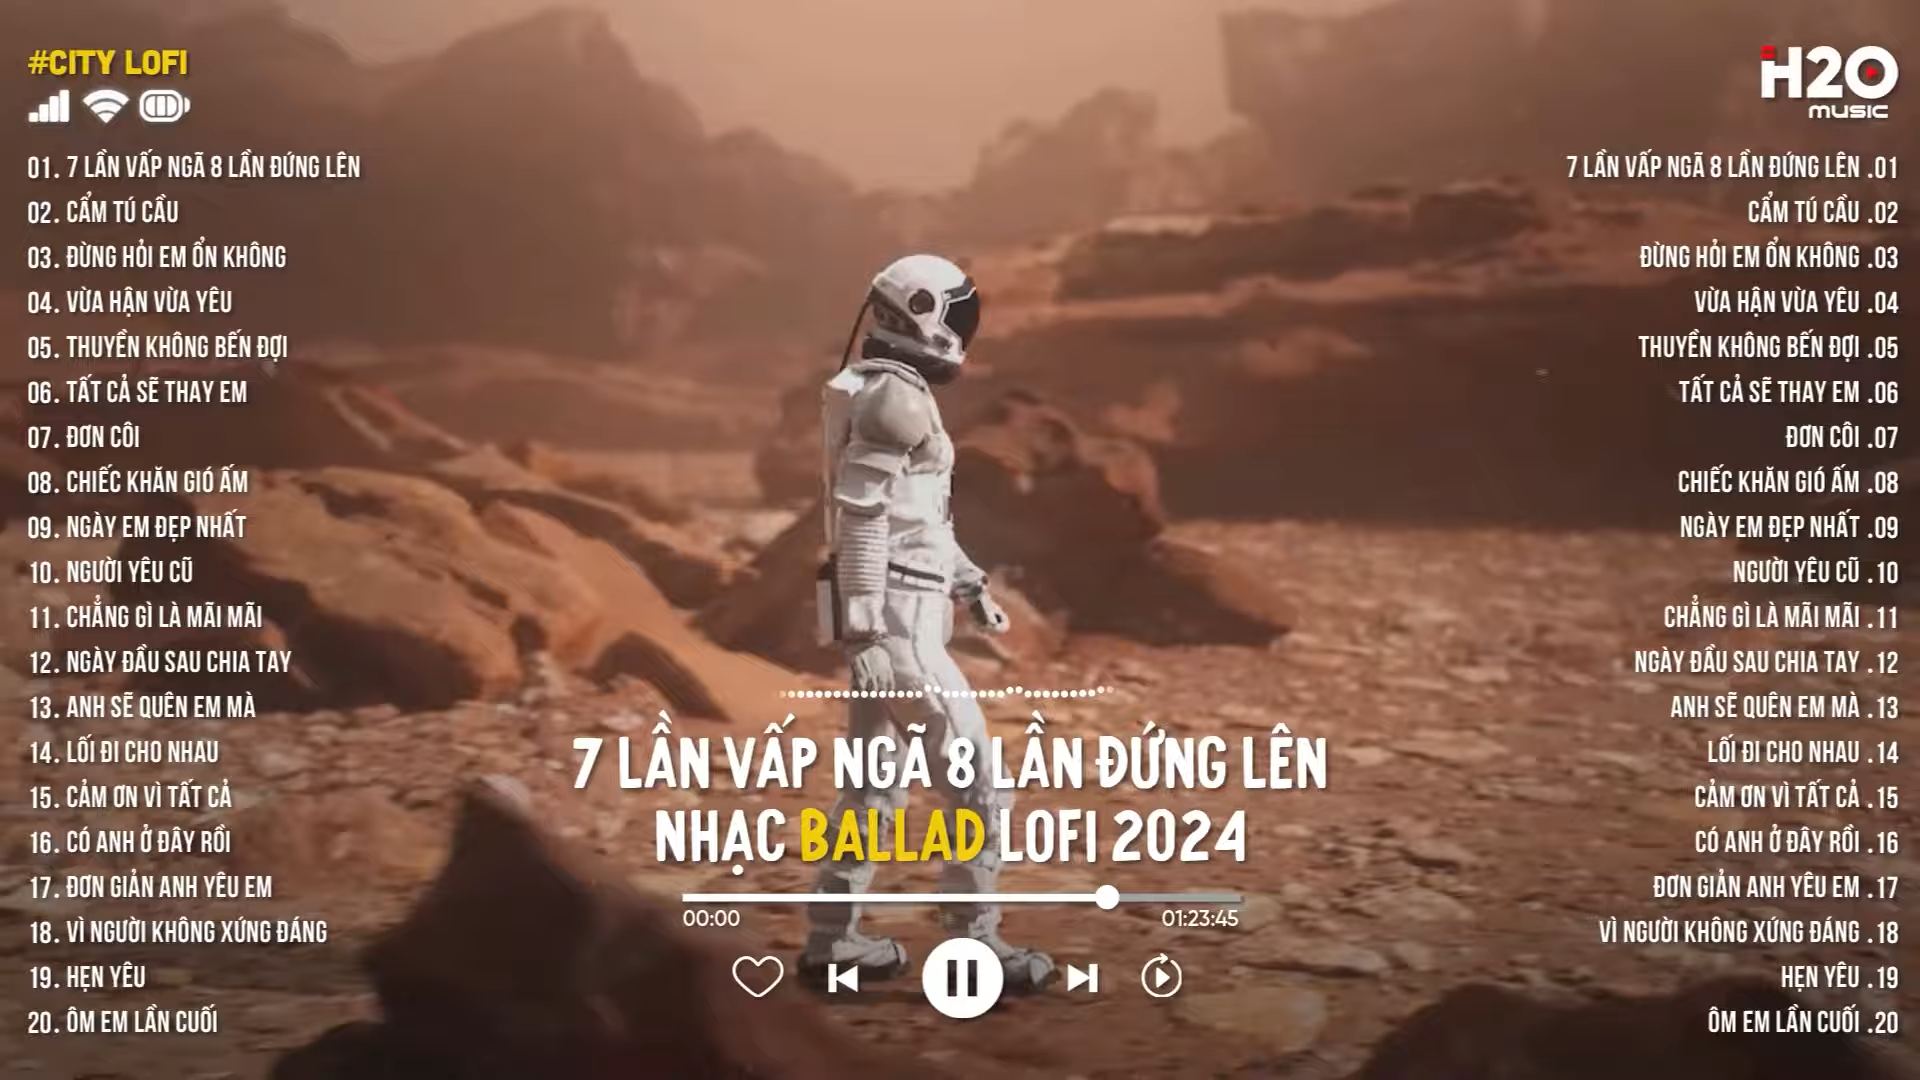 #CITY LOFI
H2O
MUSIC
01. 7 LẦN VẤP NGÃ 8 LẦN ĐỨNG LÊN
02. CẨM TÚ CẦU
03. ĐỪNG HỎI EM ỔN KHÔNG
04. VỪA HẬN VỪA YÊU
05. THUYỀN KHÔNG BẾN ĐỢI
06. TẤT CẢ SẼ THAY EM
07. ĐƠN CÔI
08. CHIẾC KHĂN GIÓ ẤM
09. NGÀY EM ĐẸP NHẤT
10. NGƯỜI YÊU CŨ
11. CHẲNG GÌ LÀ MÃI MÃI
12. NGÀY ĐẦU SAU CHIA TAY
13. ANH SẼ QUÊN EM MÀ
14. LỐI ĐI CHO NHAU
15. CẢM ƠN VÌ TẤT CẢ
16. CÓ ANH Ở ĐÂY RỒI
17. ĐƠN GIẢN ANH YÊU EM
18. VÌ NGƯỜI KHÔNG XỨNG ĐÁNG
19. HẸN YÊU
20. ÔM EM LẦN CUỐI
7 LẦN VẤP NGÃ 8 LẦN ĐỨNG LÊN
NHẠC BALLAD LOFI 2024
00:00
01:23:45
7 LẦN VẤP NGÃ 8 LẦN ĐỨNG LÊN .01
CẨM TÚ CẦU .02
ĐỪNG HỎI EM ỔN KHÔNG .03
VỪA HẬN VỪA YÊU .04
THUYỀN KHÔNG BẾN ĐỢI .05
TẤT CẢ SẼ THAY EM .06
ĐƠN CÔI .07
CHIẾC KHĂN GIÓ ẤM .08
NGÀY EM ĐẸP NHẤT .09
NGƯỜI YÊU CŨ .10
CHẲNG GÌ LÀ MÃI MÃI .11
NGÀY ĐẦU SAU CHIA TAY .12
ANH SẼ QUÊN EM MÀ .13
LỐI ĐI CHO NHAU .14
CẢM ƠN VÌ TẤT CẢ .15
CÓ ANH Ở ĐÂY RỒI .16
ĐƠN GIẢN ANH YÊU EM .17
VÌ NGƯỜI KHÔNG XỨNG ĐÁNG .18
HẸN YÊU .19
ÔM EM LẦN CUỐI .20